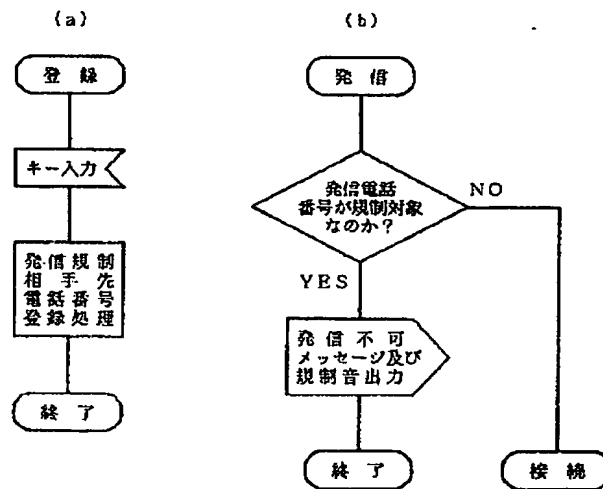 (a)
登録
キー入力
発信規制
相手先
電話番号
登録処理
終了
(b)
発信
発信電話
番号が規制対象
なのか?
NO
YES
発信不可
メッセージ及び
規制音出力
終了
接続